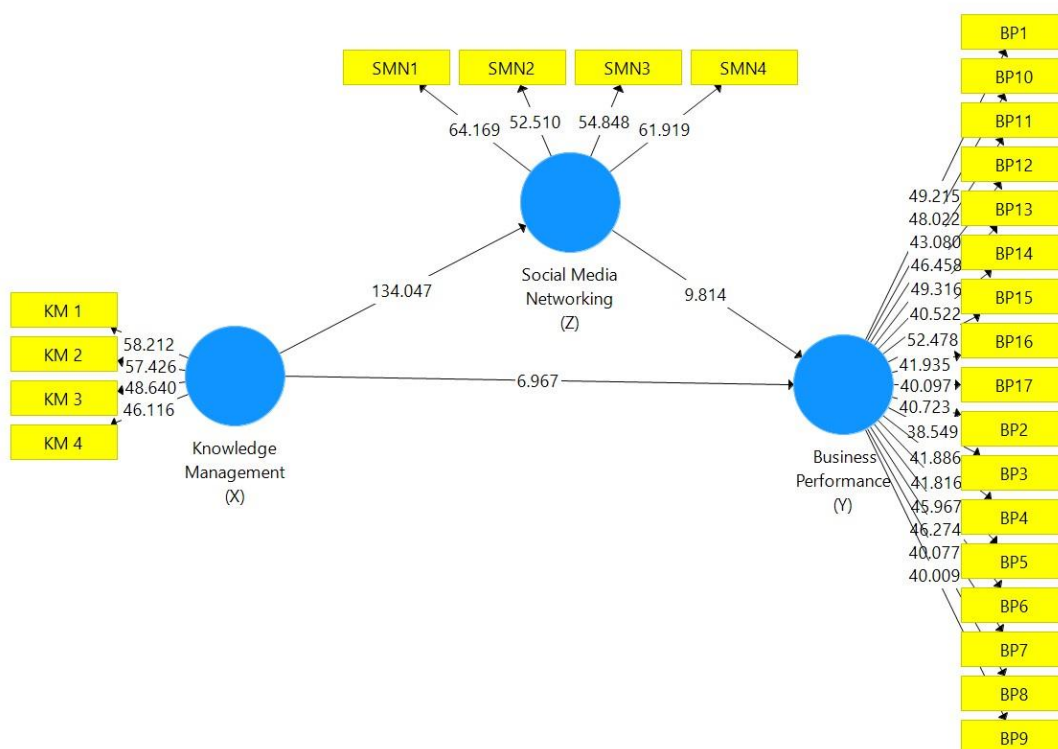 SMN1
SMN2
SMN3
SMN4
64.169
52.510
54.848
61.919
Social Media
Networking
(Z)
134.047
9.814
6.967
KM 1
KM 2
KM 3
KM 4
58.212
57.426
48.640
46.116
Knowledge
Management
(X)
Business
Performance
(Y)
49.215
48.022
43.080
46.458
49.316
40.522
52.478
41.935
40.097
40.723
38.549
41.886
41.816
45.967
46.274
40.077
40.009
BP1
BP10
BP11
BP12
BP13
BP14
BP15
BP16
BP17
BP2
BP3
BP4
BP5
BP6
BP7
BP8
BP9